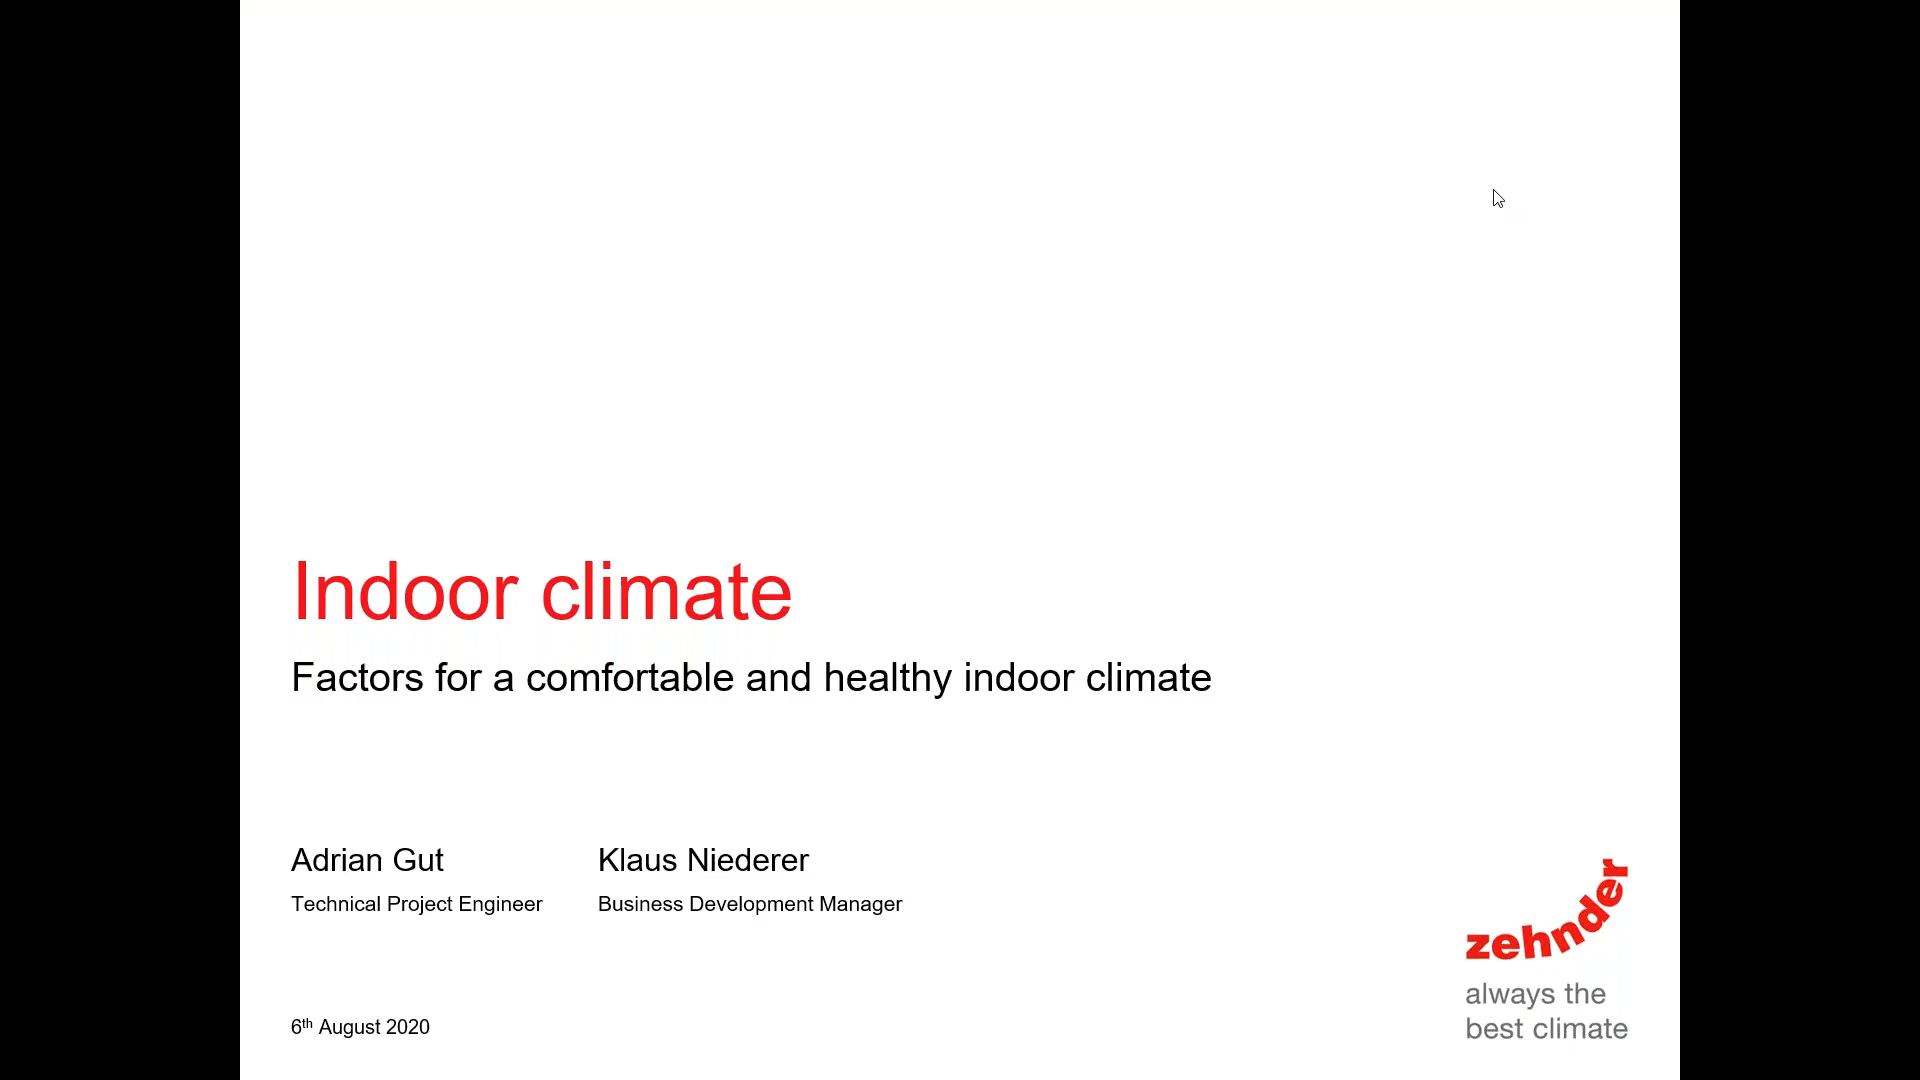 Indoor climate
Factors for a comfortable and healthy indoor climate
Adrian Gut
Technical Project Engineer
Klaus Niederer
Business Development Manager
6th August 2020
zehnder
always the
best climate